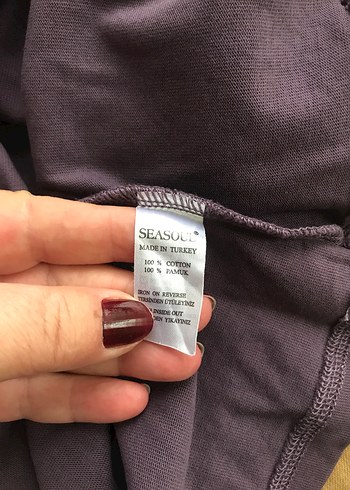 SEASOUL®
MADE IN TURKEY
100 % COTTON
100 % PAMUK
IRON ON REVERSE
TERSİNDEN ÜTÜLEYİNİZ
INSIDE OUT
YIKAYINIZ